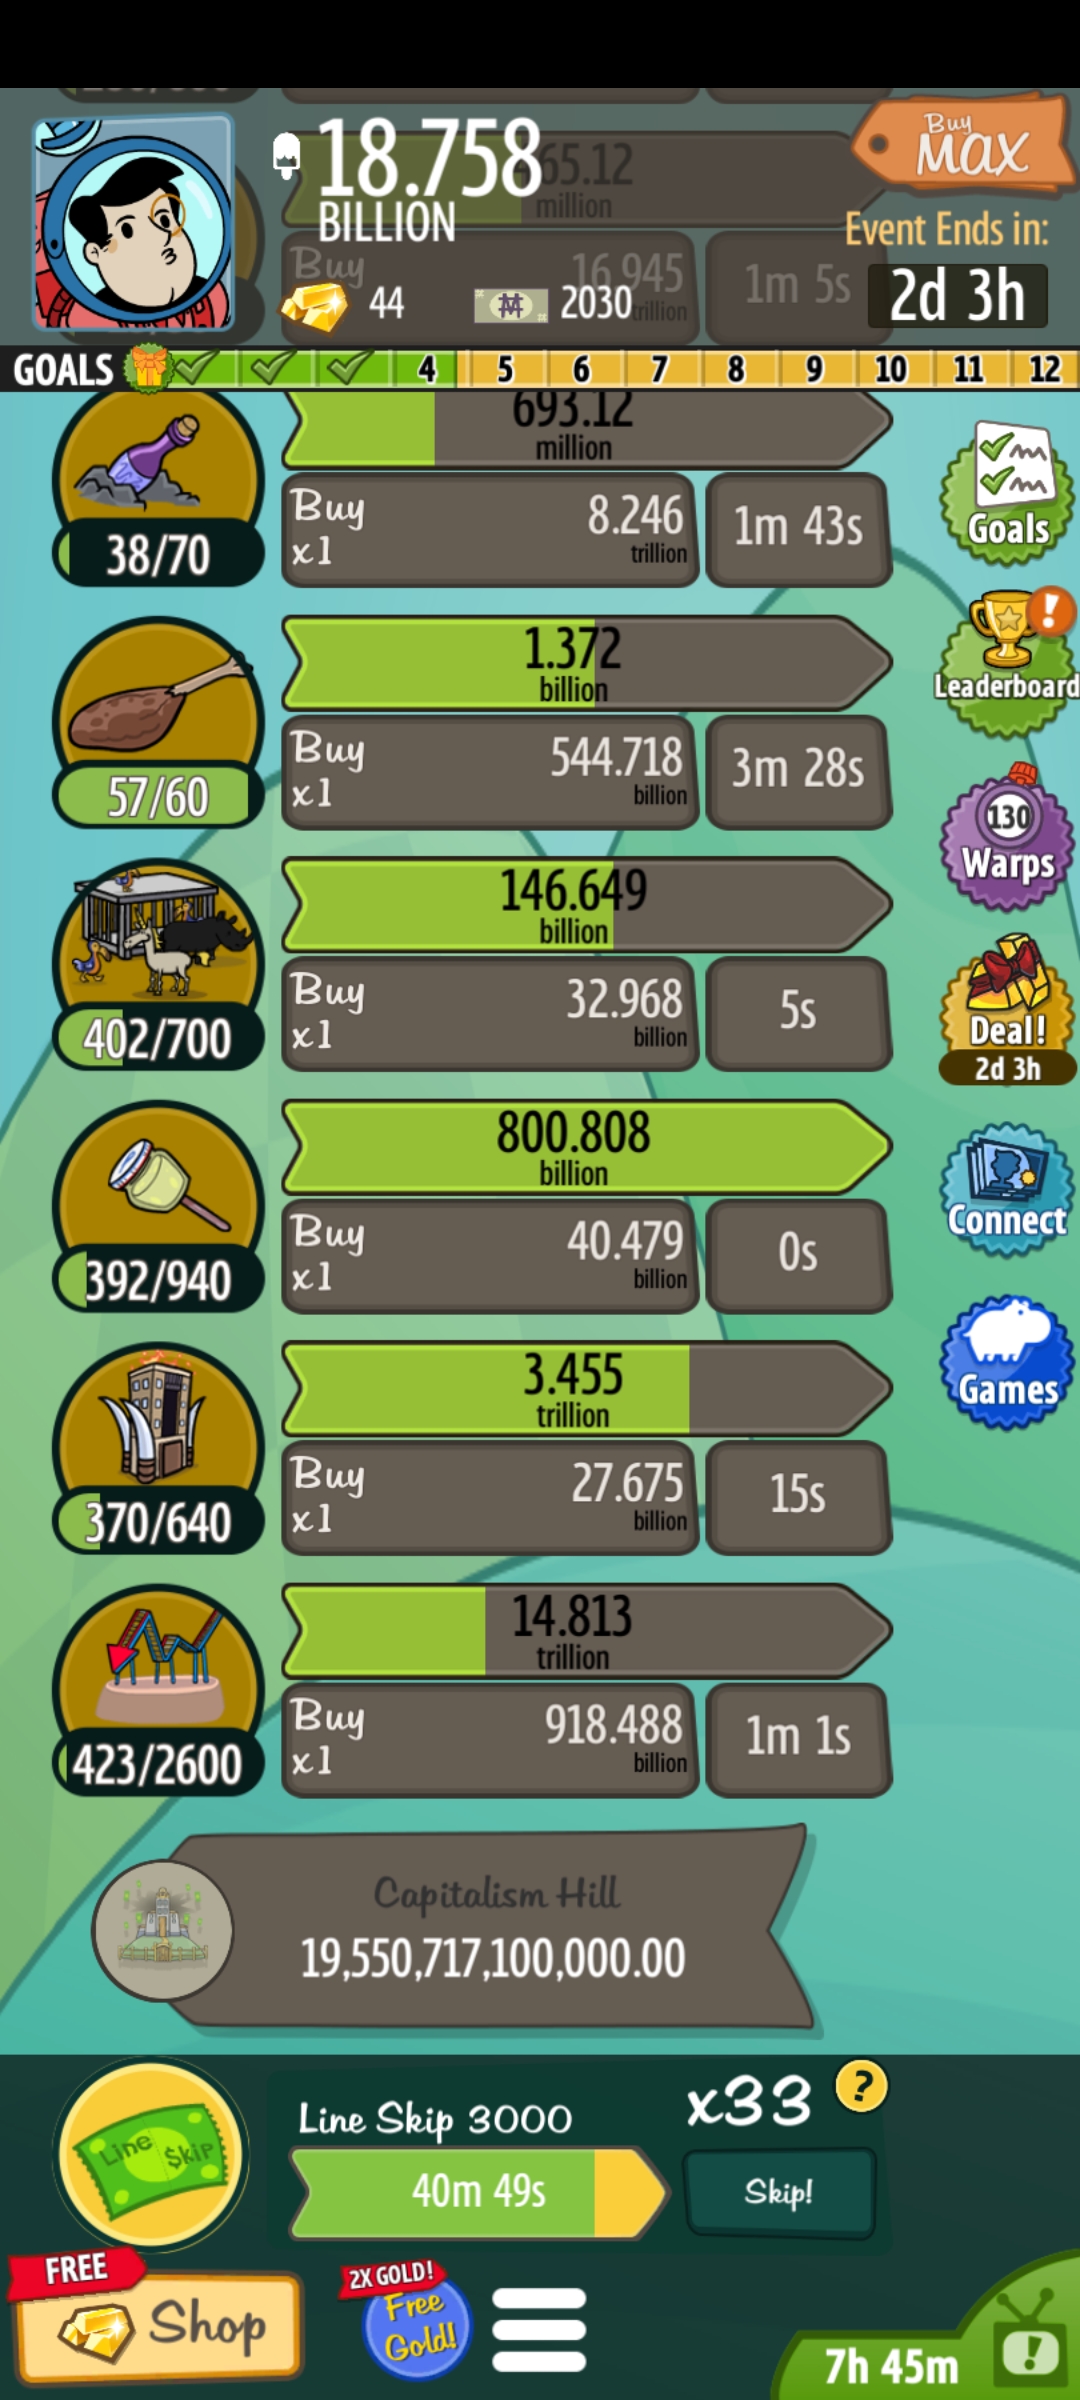 18.758
BILLION
65.12
million
Buy
MAX
Event Ends in:
2d 3h
Buy
16.945
trillion
1m 5s
44
2030
GOALS 4 5 6 7 8 9 10 11 12
693.12
million
Buy
x1
8.246
trillion
1m 43s
38/70
Goals
1.372
billion
Buy
x1
544.718
billion
3m 28s
57/60
Leaderboard
146.649
billion
Buy
x1
32.968
billion
5s
402/700
130
Warps
Deal!
2d 3h
800.808
billion
Buy
x1
40.479
billion
0s
392/940
Connect
3.455
trillion
Buy
x1
27.675
billion
15s
370/640
Games
14.813
trillion
Buy
x1
918.488
billion
1m 1s
423/2600
Capitalism Hill
19,550,717,100,000.00
Line $kip
Line Skip 3000
x33
?
40m 49s
Skip!
FREE
Shop
2X GOLD!
Free
Gold!
7h 45m
!